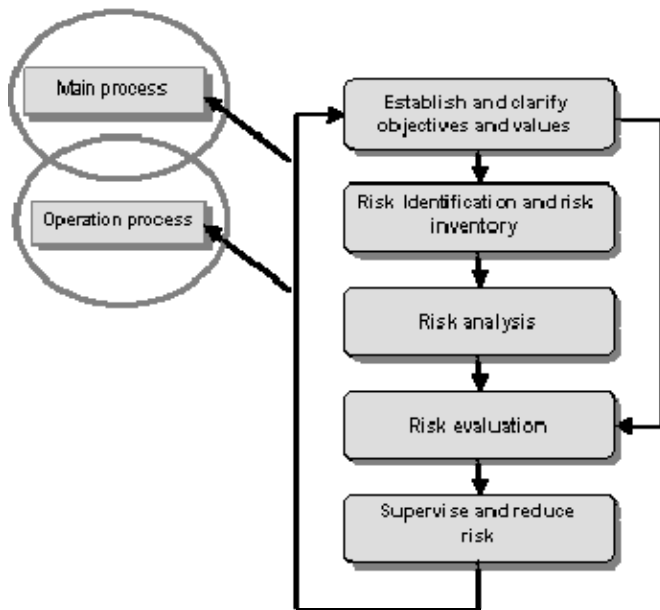 Main process
Operation process
Establish and clarify
objectives and values
Risk Identification and risk
inventory
Risk analysis
Risk evaluation
Supervise and reduce
risk